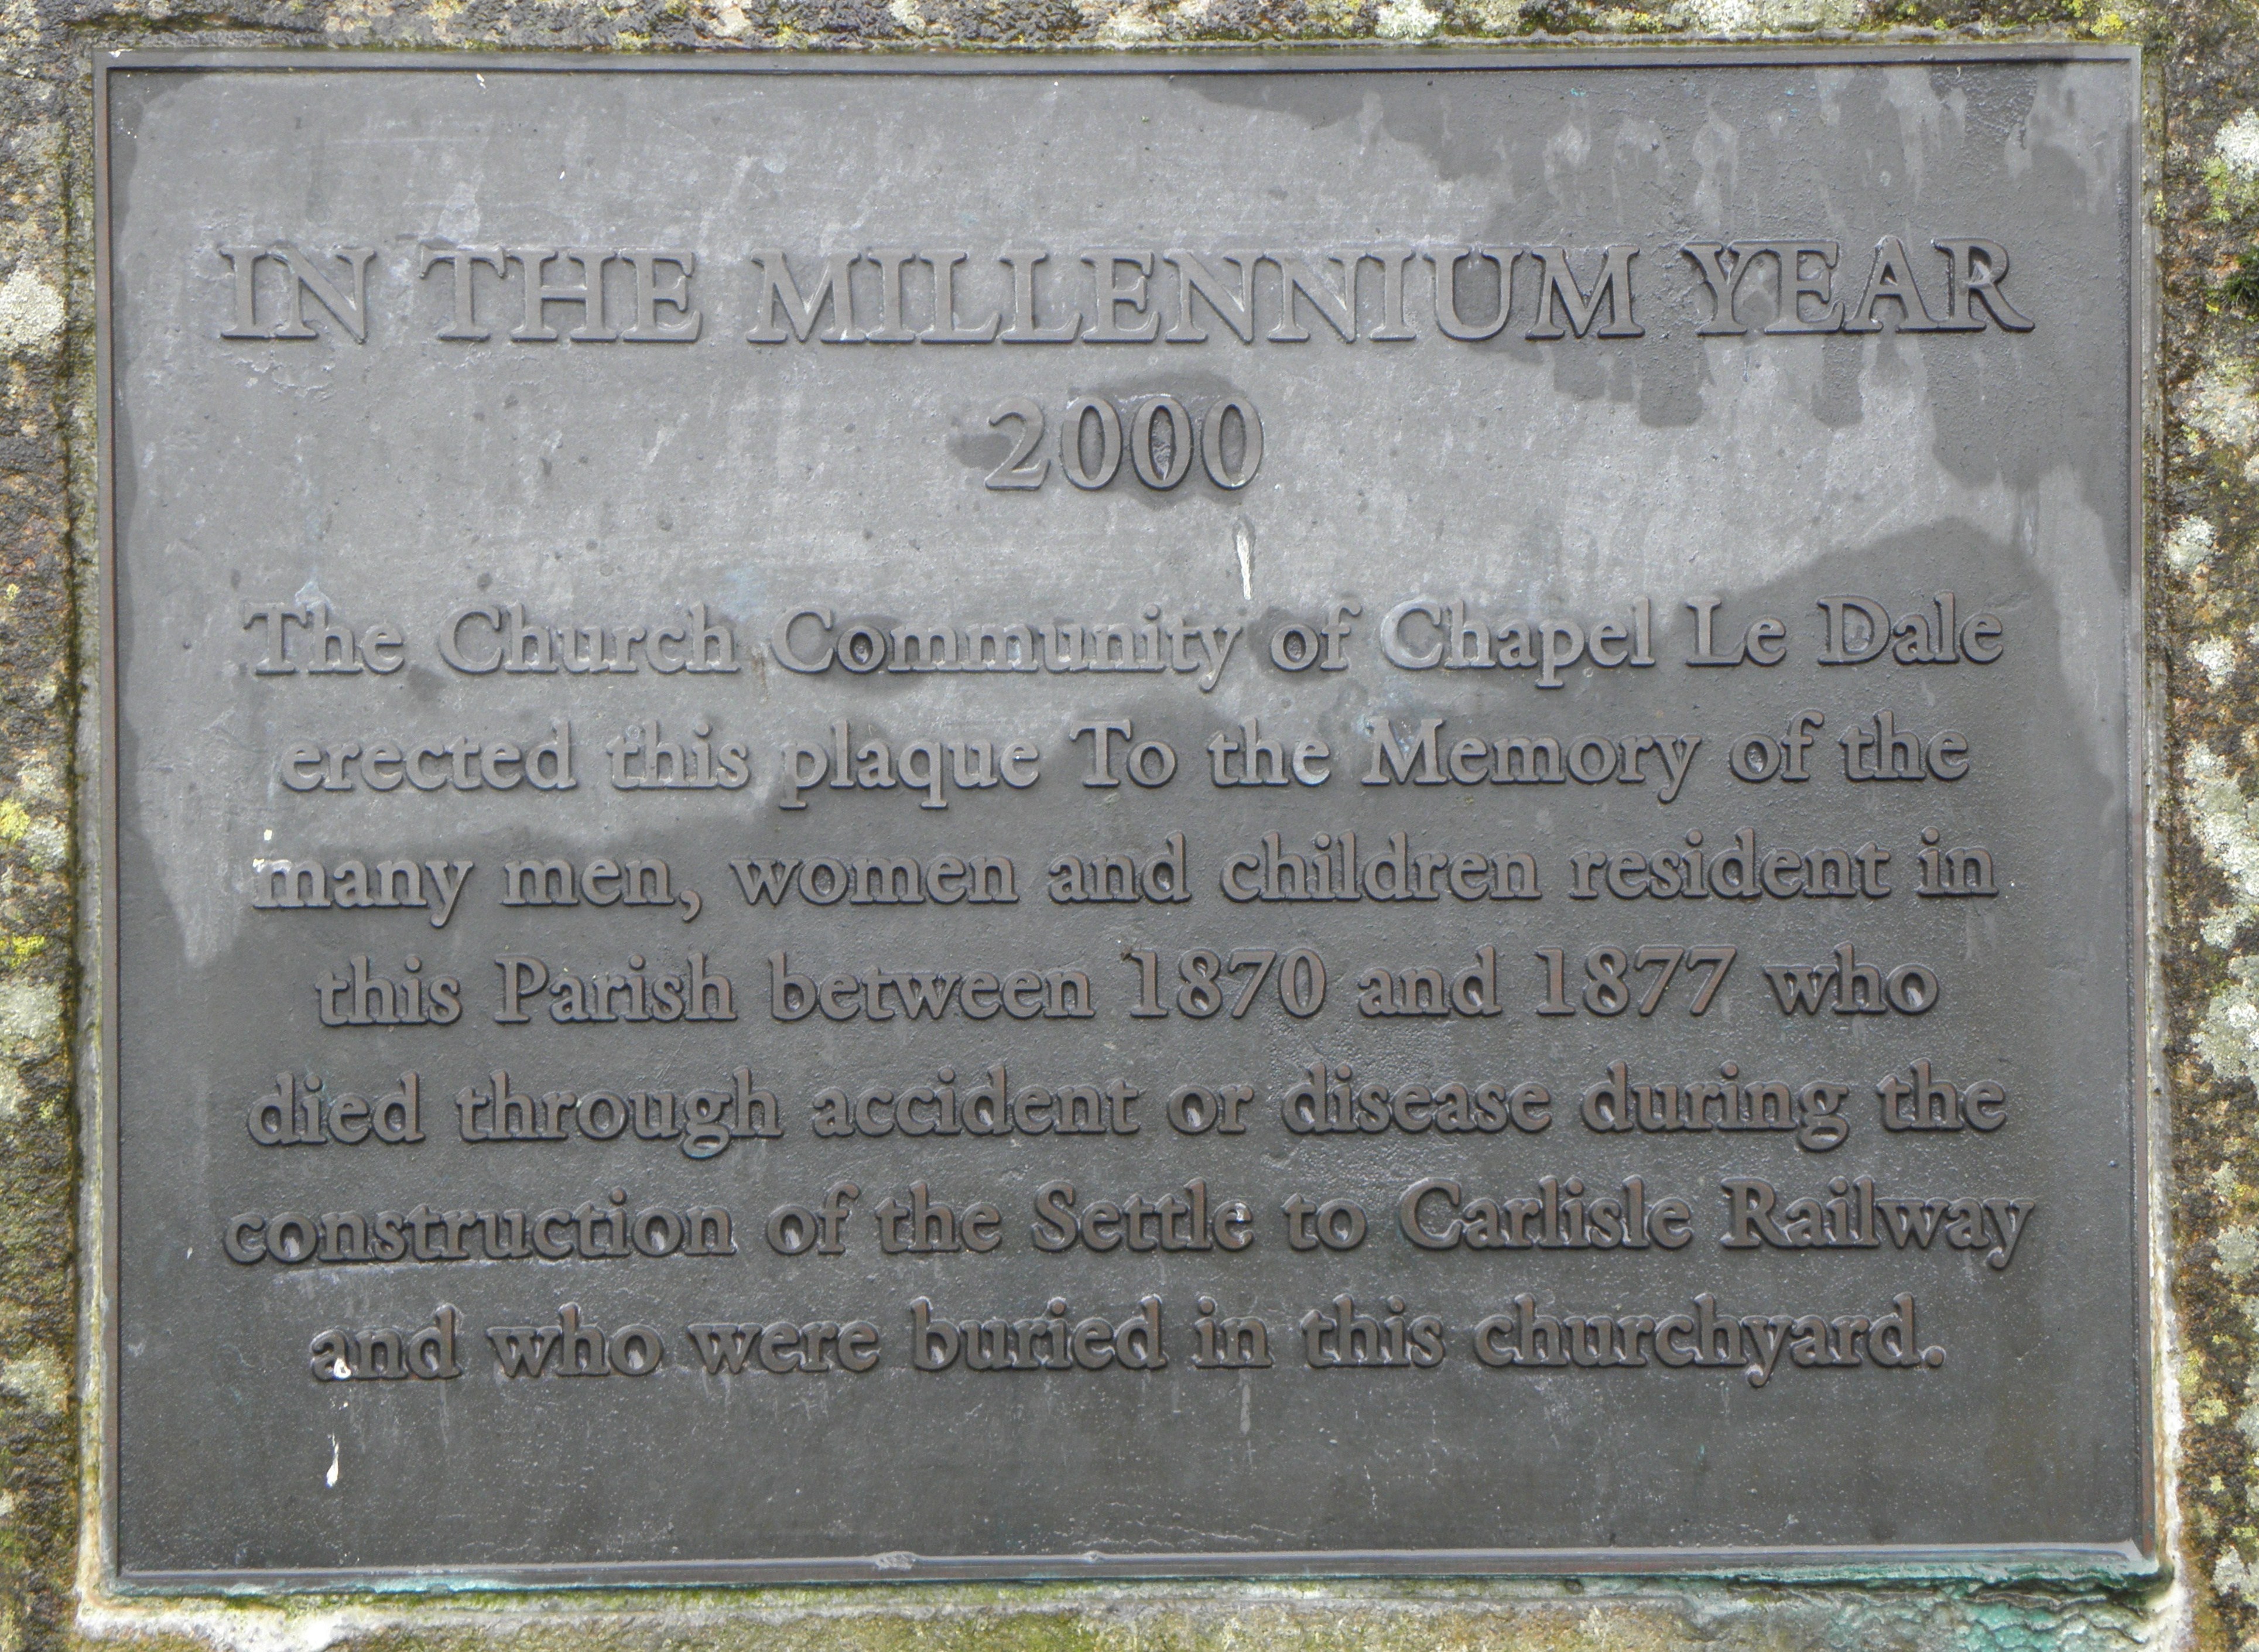 IN THE MILLENNIUM YEAR
2000
The Church Community of Chapel Le Dale
erected this plaque To the Memory of the
many men, women and children resident in
this Parish between 1870 and 1877 who
died through accident or disease during the
construction of the Settle to Carlisle Railway
and who were buried in this churchyard.